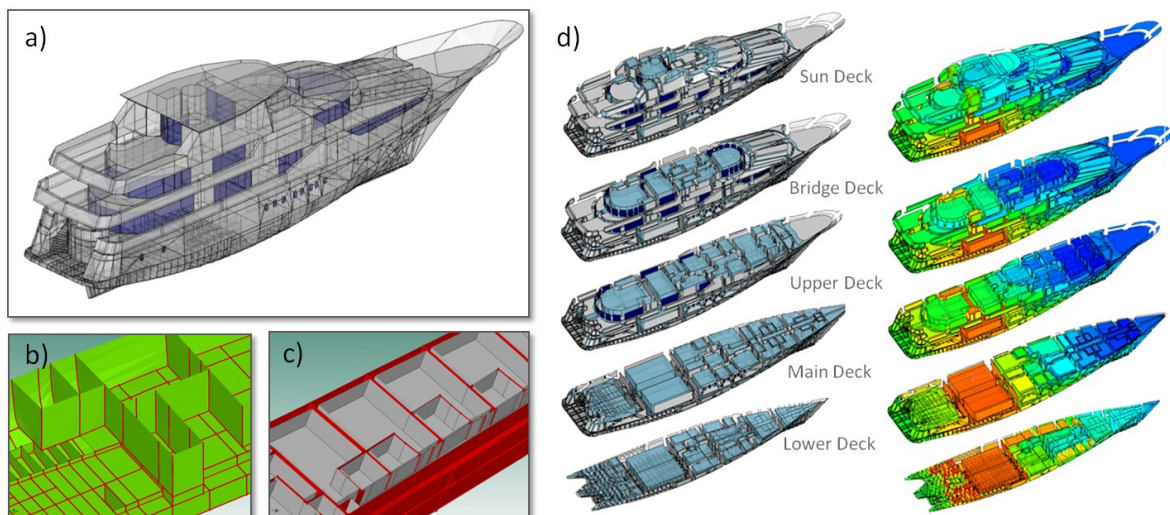 a)
b)
c)
d)
Sun Deck
Bridge Deck
Upper Deck
Main Deck
Lower Deck